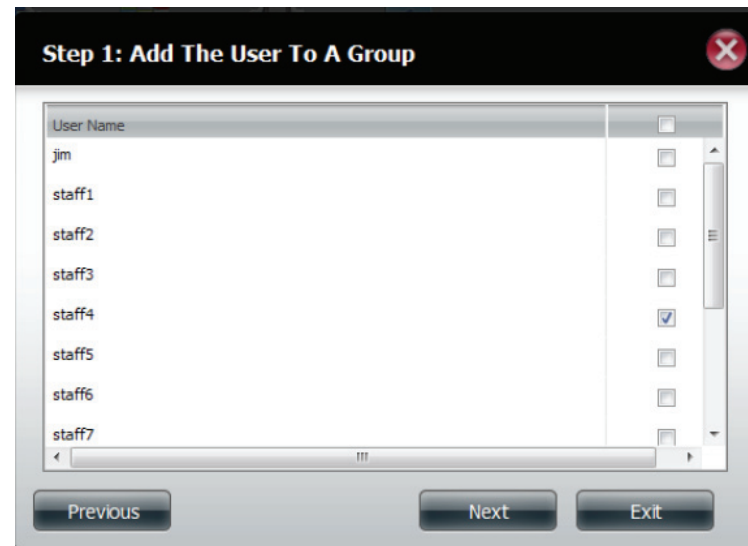 Step 1: Add The User To A Group
User Name
jim
staff1
staff2
staff3
staff4
staff5
staff6
staff7
Previous Next Exit